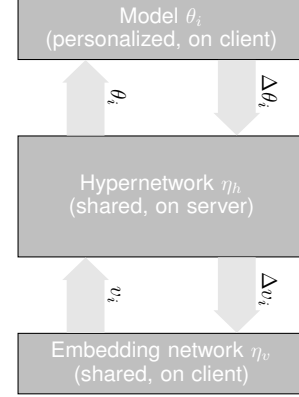 Model θᵢ
(personalized, on client)
θᵢ
Δθᵢ
Hypernetwork ηₕ
(shared, on server)
vᵢ
Δvᵢ
Embedding network ηᵥ
(shared, on client)